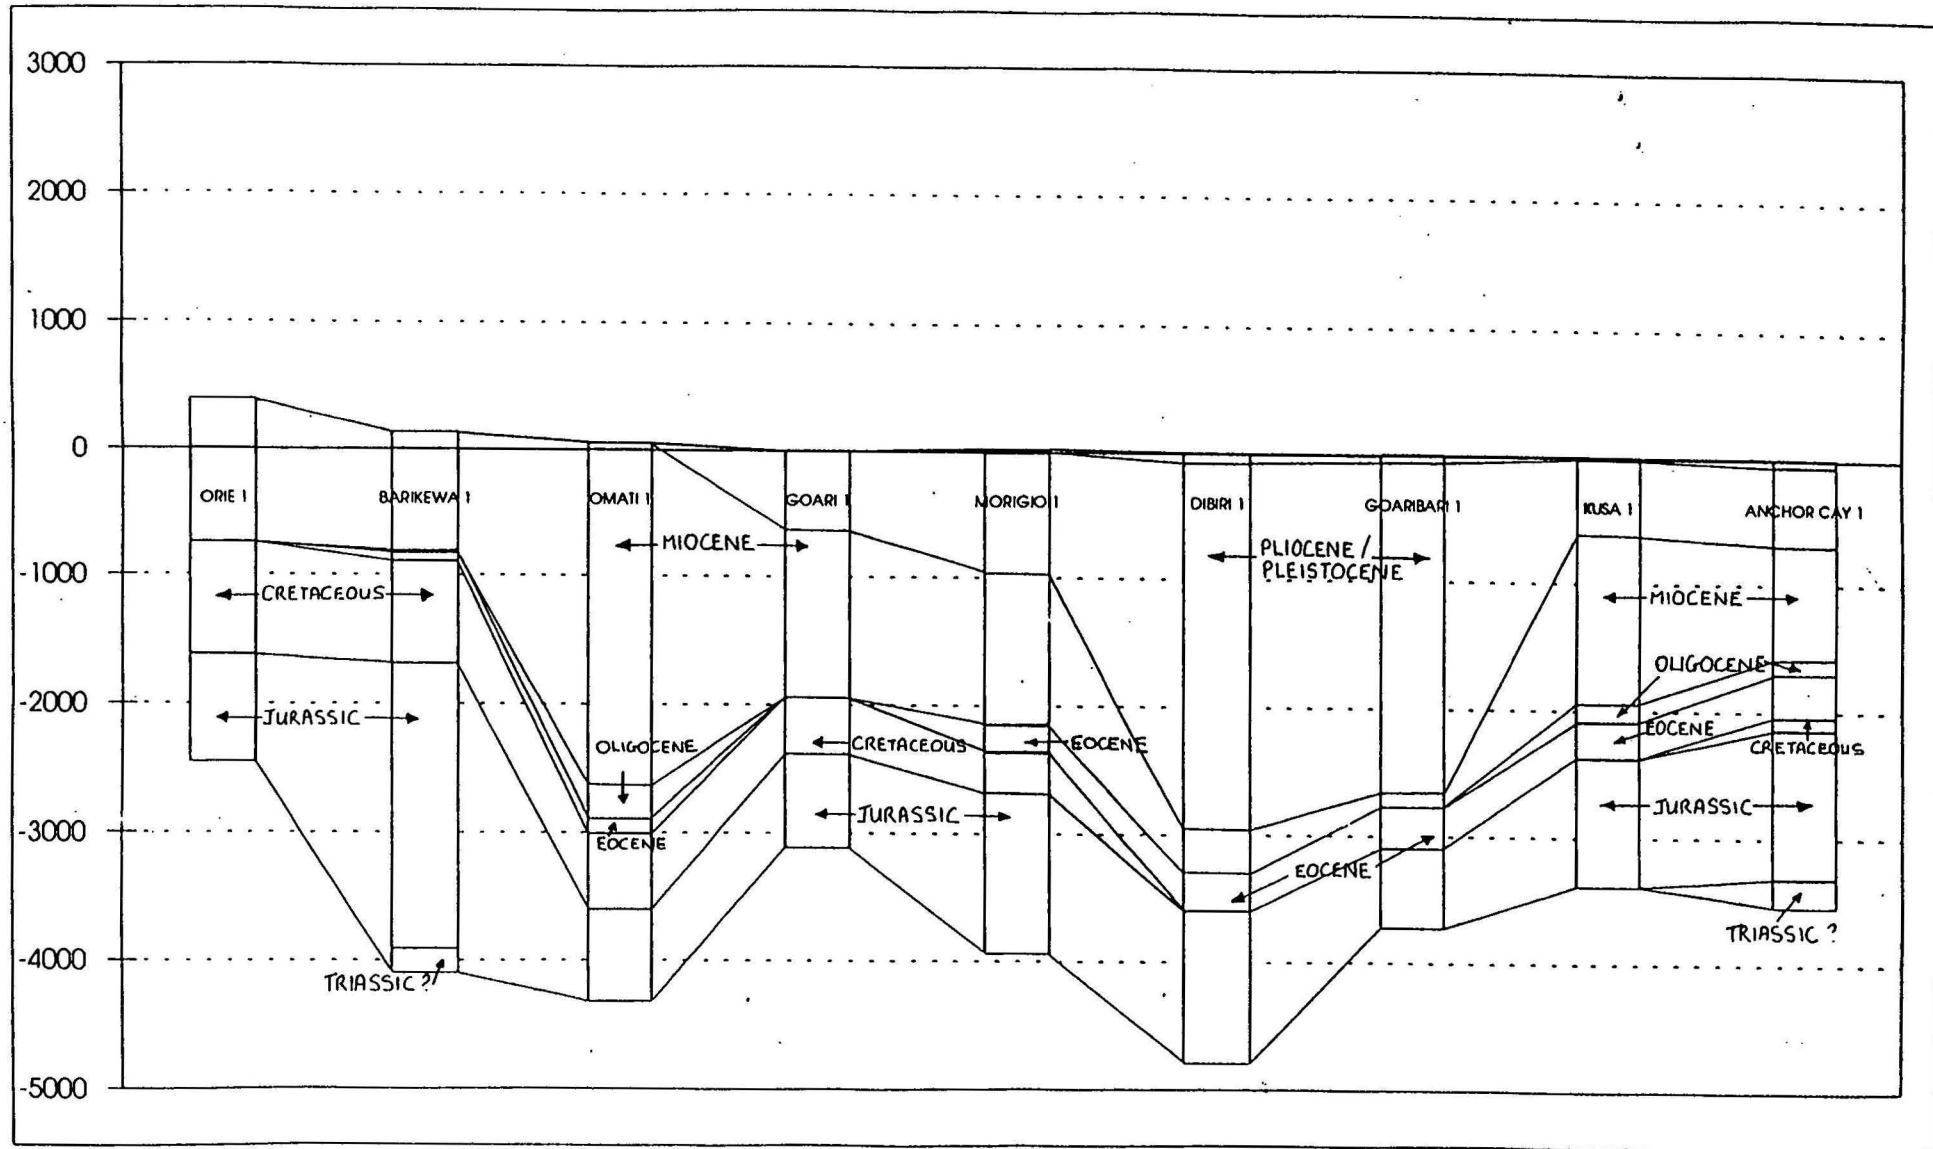 3000
2000
1000
0
-1000
-2000
-3000
-4000
-5000
ORIE 1
BARIKEWA 1
OMATI 1
GOARI 1
MORIGIO 1
DIBIRI 1
GOARIBARI 1
KUSA 1
ANCHOR CAY 1
MIOCENE
PLIOCENE /
PLEISTOCENE
CRETACEOUS
MIOCENE
OLIGOCENE
JURASSIC
OLIGOCENE
CRETACEOUS
EOCENE
EOCENE
CRETACEOUS
JURASSIC
JURASSIC
EOCENE
EOCENE
TRIASSIC ?
TRIASSIC ?